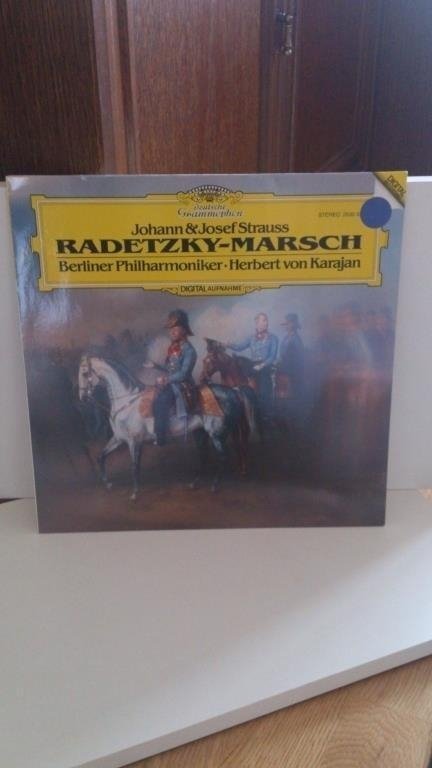 Deutsche
Grammophon
DIGITAL
STEREO
Johann & Josef Strauss
RADETZKY-MARSCH
Berliner Philharmoniker · Herbert von Karajan
DIGITAL AUFNAHME